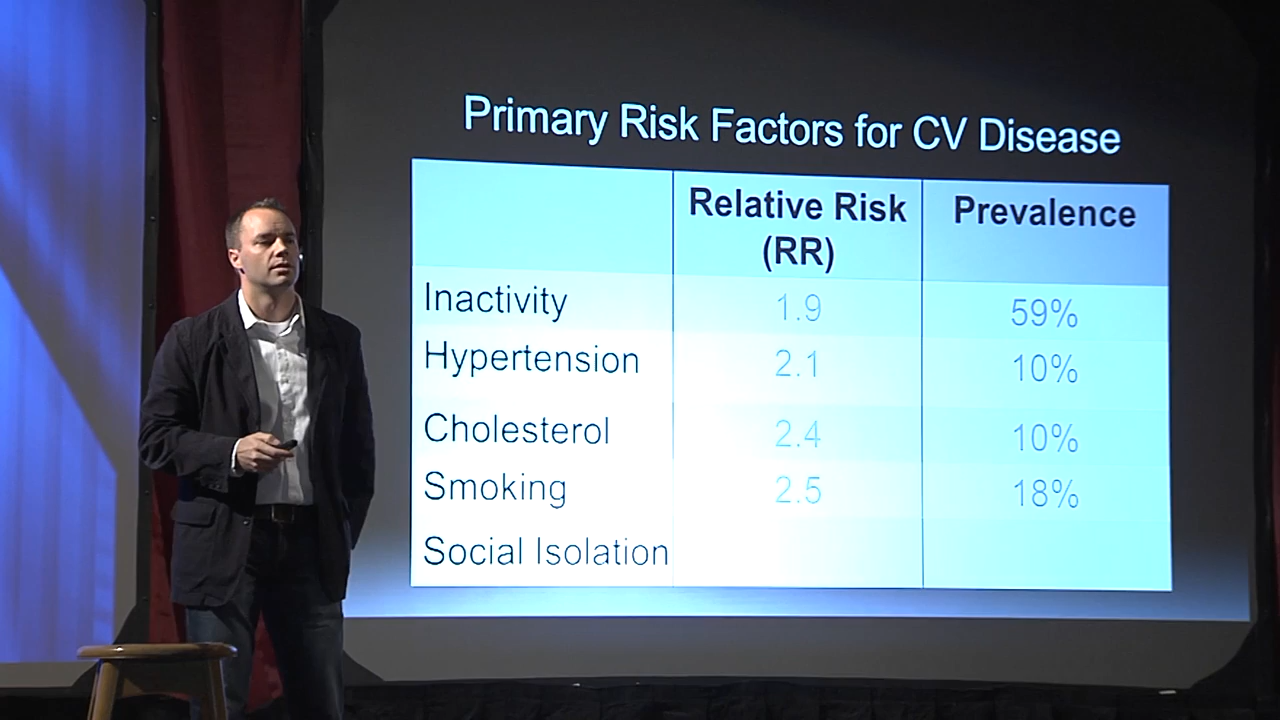 Primary Risk Factors for CV Disease
Relative Risk (RR) Prevalence
Inactivity 1.9 59%
Hypertension 2.1 10%
Cholesterol 2.4 10%
Smoking 2.5 18%
Social Isolation